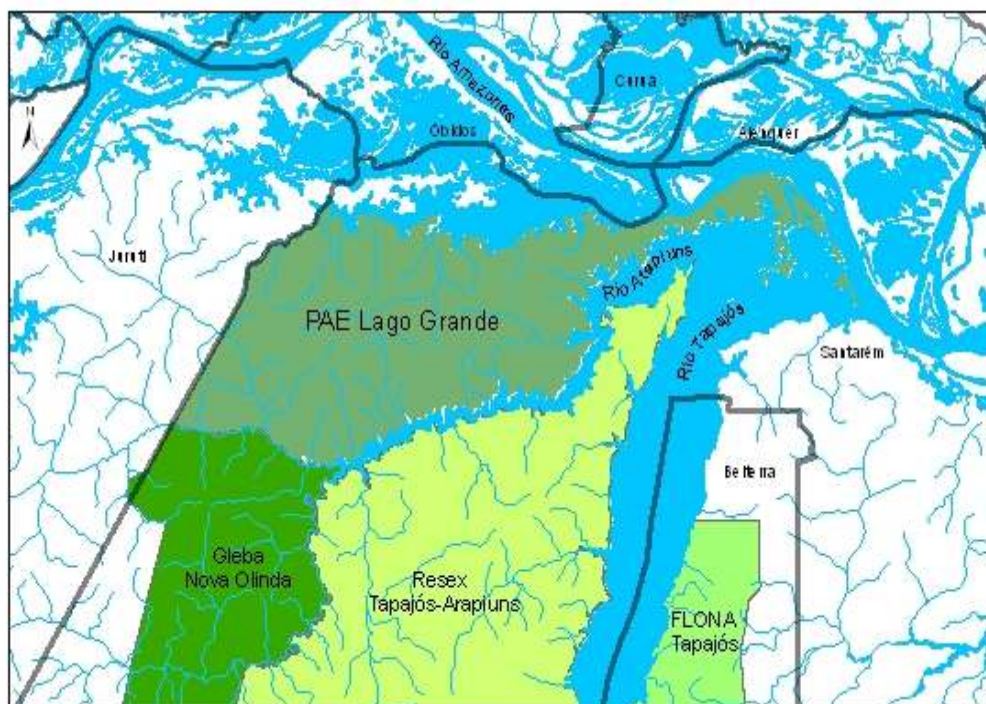 N
Rio Amazonas
Curuá
Óbidos
Alenquer
Juruti
Rio Arapiuns
PAE Lago Grande
Rio Tapajós
Santarém
Belterra
Gleba
Nova Olinda
Resex
Tapajós-Arapiuns
FLONA
Tapajós